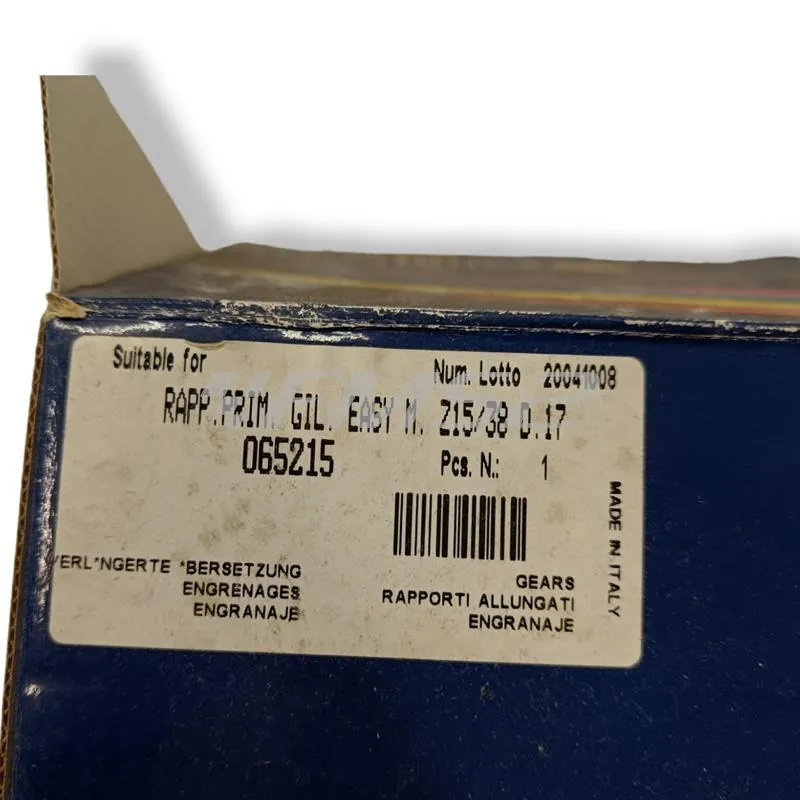 Suitable for
Num. Lotto 20041008
RAPP.PRIM. GIL. EASY M. Z15/38 D.17
065215
Pcs. N.: 1
MADE IN ITALY
VERL*NGERTE *BERSETZUNG
ENGRENAGES
ENGRANAJE
GEARS
RAPPORTI ALLUNGATI
ENGRANAJE